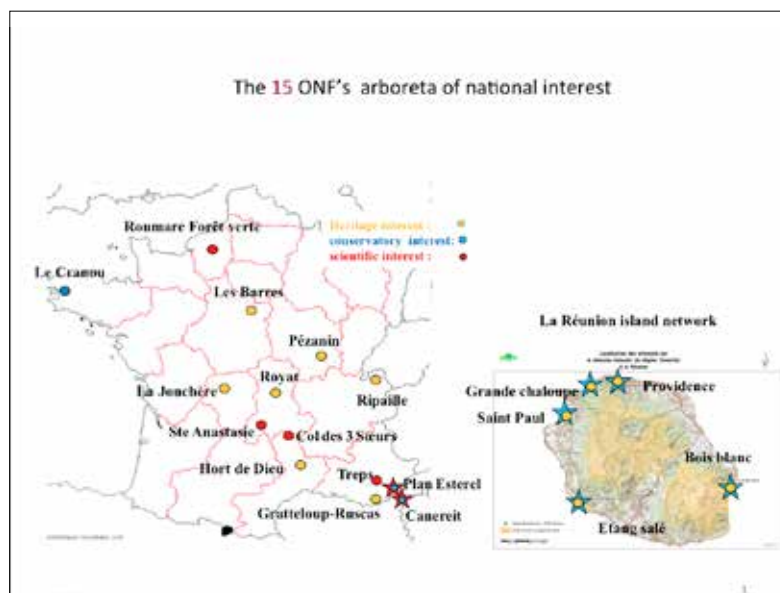 The 15 ONF's arboreta of national interest
Roumare Forêt verte
Héritage interest :
conservatory interest:
scientific interest :
Le Cranou
Les Barres
La Réunion island network
Pézanin
La Jonchère
Royat
Ripaille
Grande chaloupe
Providence
Saint Paul
Ste Anastasie
Col des 3 Sœurs
Bois blanc
Hort de Dieu
Treps
Plan Esterel
Gratteloup-Ruscas
Canereit
Etang salé